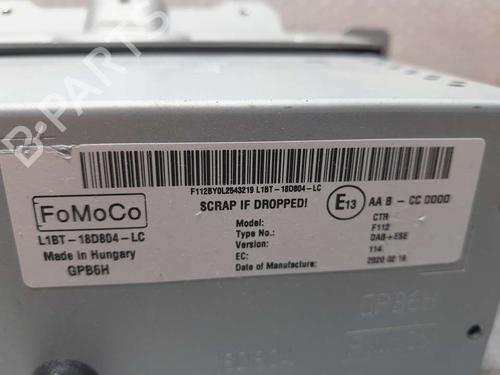 F112BY0L2543219 L1BT-18D804-LC
SCRAP IF DROPPED!
FoMoCo
L1BT-18D804-LC
Made in Hungary
GPB6H
E13
AA B - CC 0000
Model: CTR
Type No.: F112
Version: DAB+ESE
EC: 114
Date of Manufacture: 2020 02 16
GPB6H
B-Parts